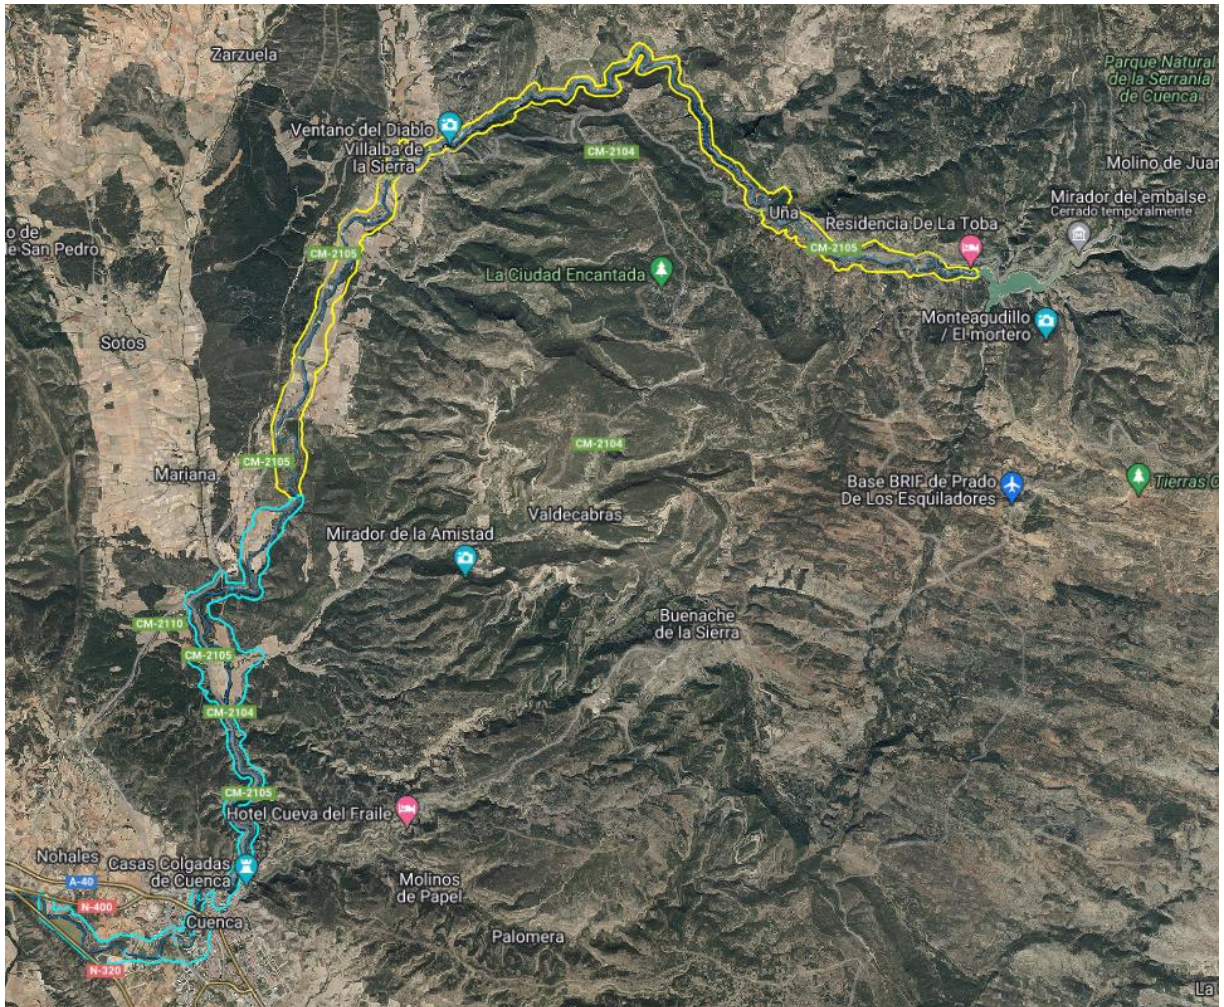 Zarzuela
Parque Natural
de la Serranía
de Cuenca
Ventano del Diablo
Villalba de
la Sierra
CM-2104
Molino de Juan
Mirador del embalse
Cerrado temporalmente
Uña
Residencia De La Toba
CM-2105
o de
e San Pedro
CM-2105
La Ciudad Encantada
Monteagudillo
/ El mortero
Sotos
CM-2104
CM-2105
Mariana
Base BRIF de Prado
De Los Esquiladores
Tierras C
Valdecabras
Mirador de la Amistad
Buenache
de la Sierra
CM-2110
CM-2105
CM-2104
CM-2105
Hotel Cueva del Fraile
Nohales
Casas Colgadas
de Cuenca
A-40
Molinos
de Papel
N-400
Cuenca
Palomera
N-320
La